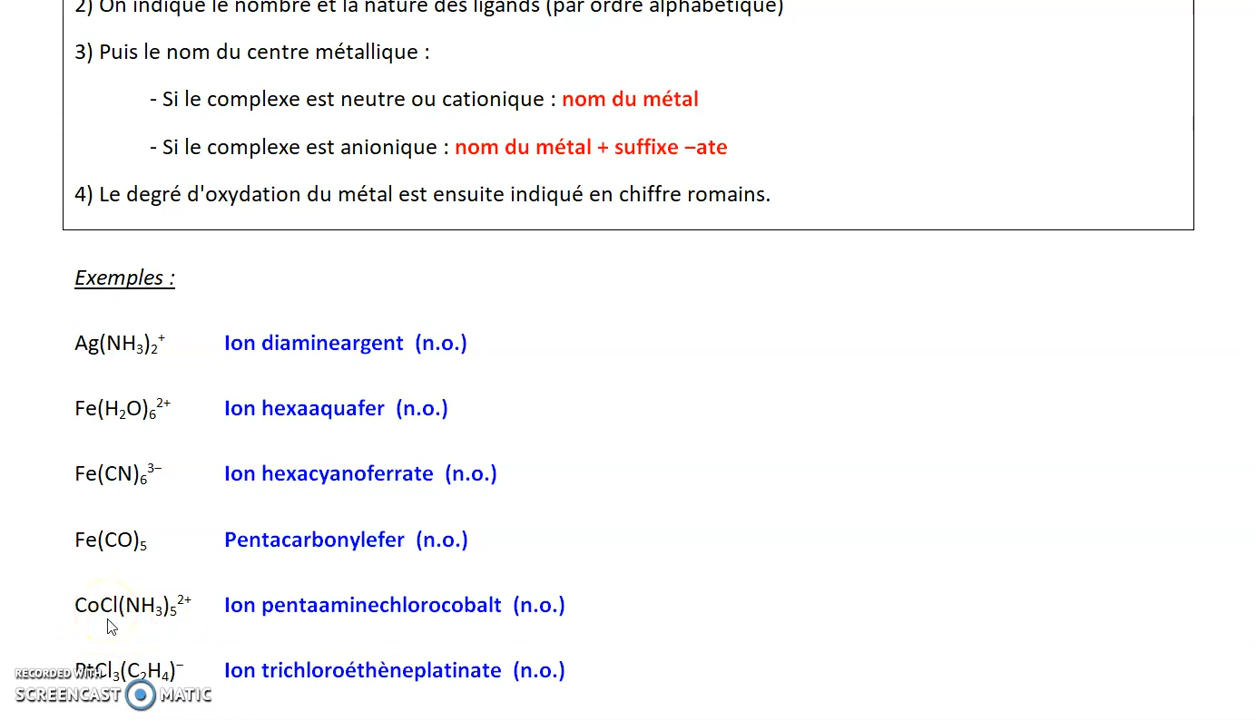 2) On indique le nombre et la nature des ligands (par ordre alphabétique)
3) Puis le nom du centre métallique :
- Si le complexe est neutre ou cationique : nom du métal
- Si le complexe est anionique : nom du métal + suffixe –ate
4) Le degré d'oxydation du métal est ensuite indiqué en chiffre romains.
Exemples :
Ag(NH₃)₂⁺ Ion diamineargent (n.o.)
Fe(H₂O)₆²⁺ Ion hexaaquafer (n.o.)
Fe(CN)₆³⁻ Ion hexacyanoferrate (n.o.)
Fe(CO)₅ Pentacarbonylefer (n.o.)
CoCl(NH₃)₅²⁺ Ion pentaaminechlorocobalt (n.o.)
PtCl₃(C₂H₄)⁻ Ion trichloroéthèneplatinate (n.o.)
RECORDED WITH
SCREENCAST MATIC